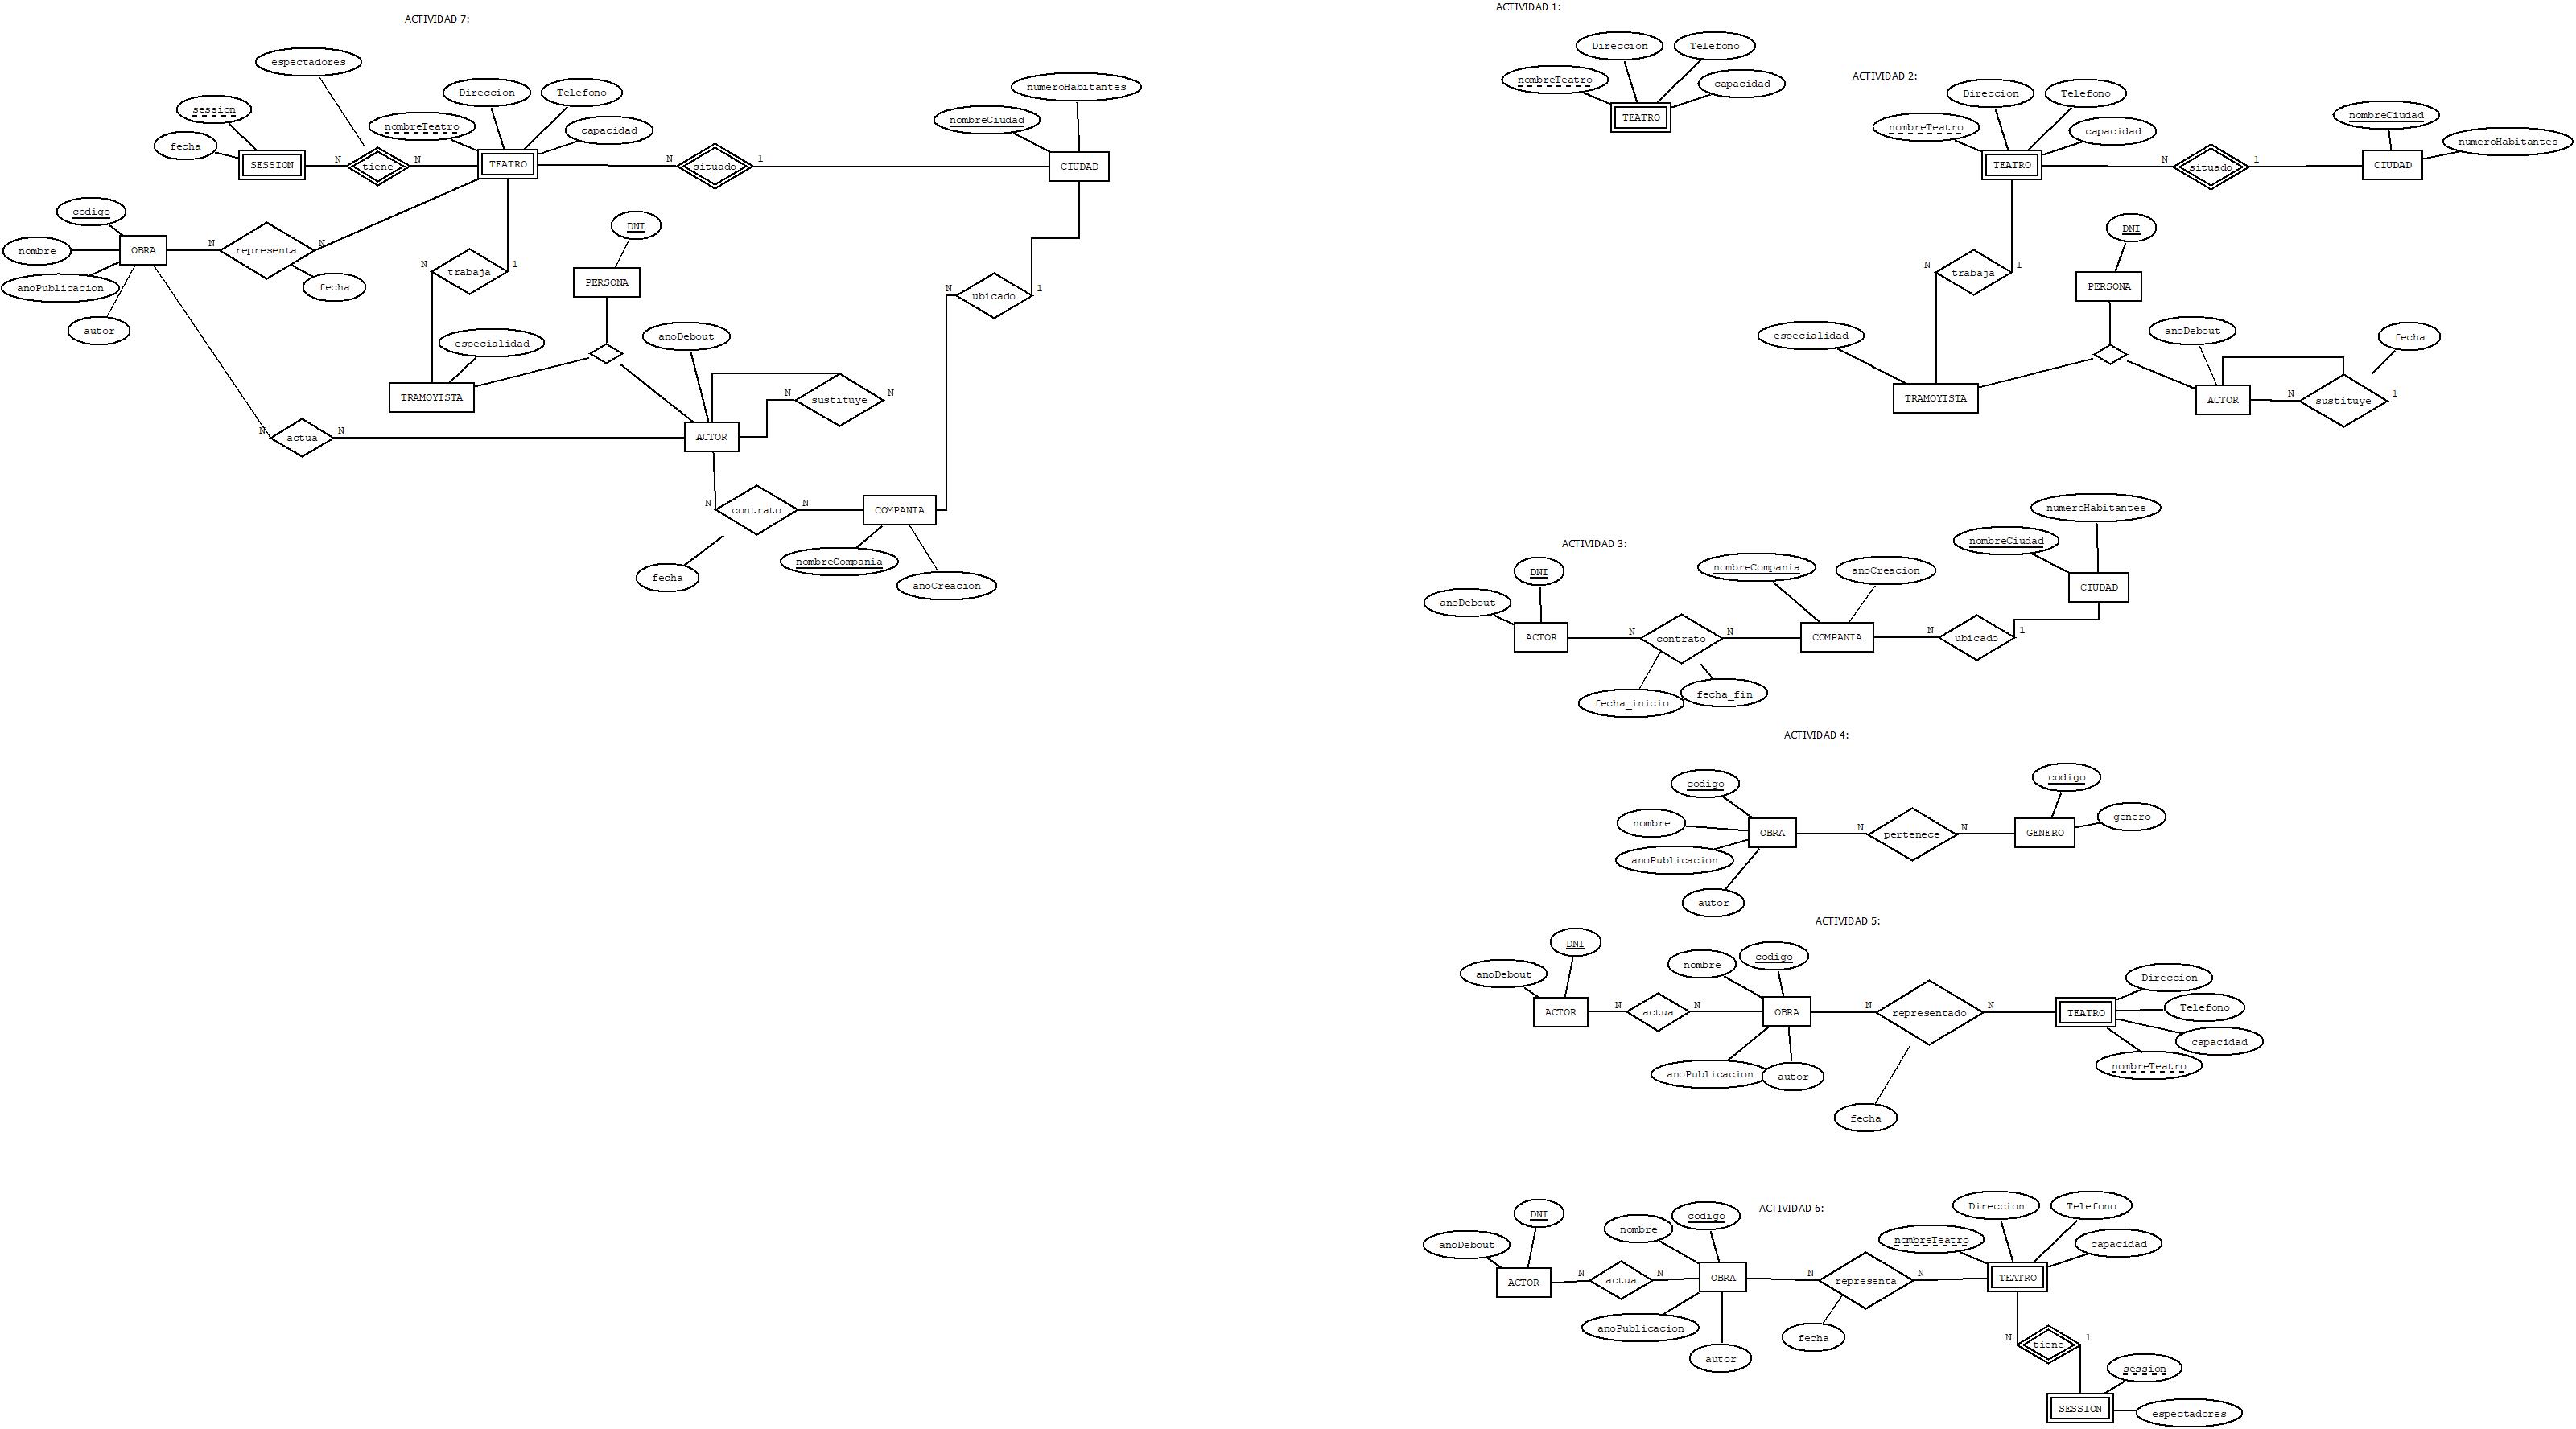 ACTIVIDAD 7:
espectadores
session
fecha
SESSION
N
tiene
N
nombreTeatro
Direccion
Telefono
capacidad
TEATRO
N
situado
1
nombreCiudad
numeroHabitantes
CIUDAD
codigo
nombre
anoPublicacion
autor
OBRA
N
representa
N
fecha
N
trabaja
1
DNI
PERSONA
especialidad
TRAMOYISTA
anoDebout
N
sustituye
N
N
ubicado
1
N
actua
N
ACTOR
N
contrato
N
fecha
COMPANIA
nombreCompania
anoCreacion
ACTIVIDAD 1:
Direccion
Telefono
nombreTeatro
capacidad
TEATRO
ACTIVIDAD 2:
Direccion
Telefono
nombreTeatro
capacidad
TEATRO
N
situado
1
nombreCiudad
numeroHabitantes
CIUDAD
N
trabaja
1
DNI
PERSONA
especialidad
TRAMOYISTA
anoDebout
ACTOR
N
sustituye
1
fecha
ACTIVIDAD 3:
DNI
anoDebout
ACTOR
N
contrato
N
fecha_inicio
fecha_fin
nombreCompania
anoCreacion
COMPANIA
N
ubicado
1
numeroHabitantes
nombreCiudad
CIUDAD
ACTIVIDAD 4:
codigo
nombre
anoPublicacion
autor
OBRA
N
pertenece
N
codigo
genero
GENERO
ACTIVIDAD 5:
DNI
anoDebout
ACTOR
N
actua
N
nombre
codigo
OBRA
anoPublicacion
autor
N
representado
N
fecha
TEATRO
Direccion
Telefono
capacidad
nombreTeatro
ACTIVIDAD 6:
DNI
anoDebout
ACTOR
N
actua
N
nombre
codigo
OBRA
anoPublicacion
autor
N
representa
N
fecha
nombreTeatro
Direccion
Telefono
capacidad
TEATRO
N
tiene
1
session
SESSION
espectadores